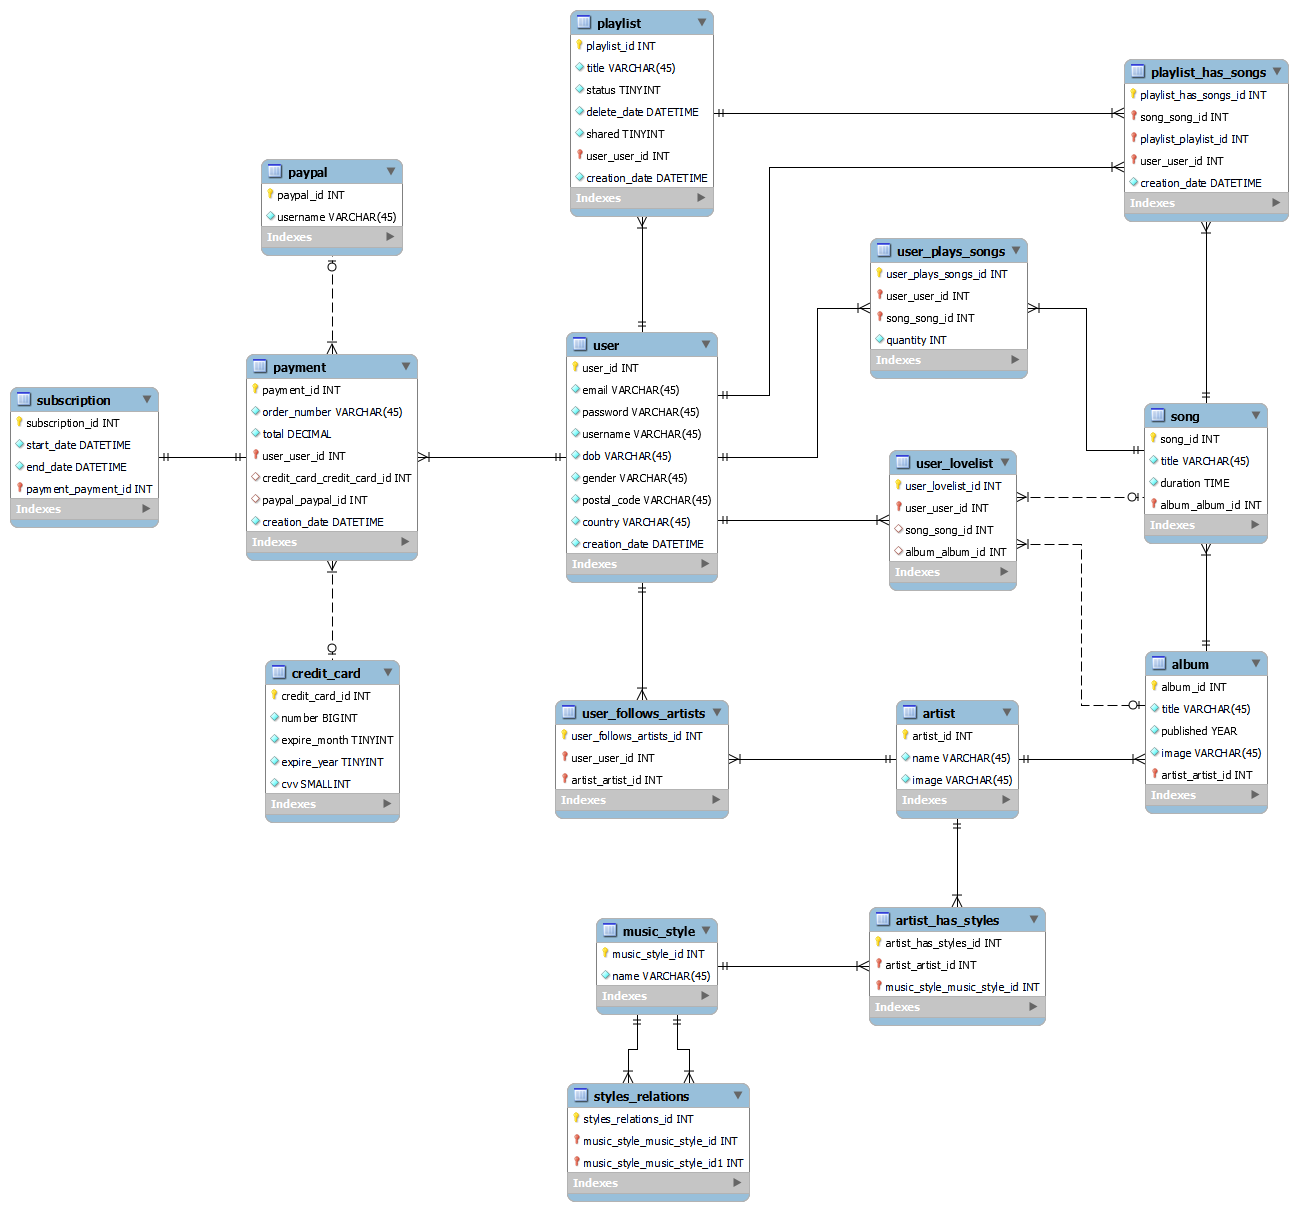 playlist
playlist_id INT
title VARCHAR(45)
status TINYINT
delete_date DATETIME
shared TINYINT
user_user_id INT
creation_date DATETIME
Indexes
playlist_has_songs
playlist_has_songs_id INT
song_song_id INT
playlist_playlist_id INT
user_user_id INT
creation_date DATETIME
Indexes
paypal
paypal_id INT
username VARCHAR(45)
Indexes
user_plays_songs
user_plays_songs_id INT
user_user_id INT
song_song_id INT
quantity INT
Indexes
subscription
subscription_id INT
start_date DATETIME
end_date DATETIME
payment_payment_id INT
Indexes
payment
payment_id INT
order_number VARCHAR(45)
total DECIMAL
user_user_id INT
credit_card_credit_card_id INT
paypal_paypal_id INT
creation_date DATETIME
Indexes
user
user_id INT
email VARCHAR(45)
password VARCHAR(45)
username VARCHAR(45)
dob VARCHAR(45)
gender VARCHAR(45)
postal_code VARCHAR(45)
country VARCHAR(45)
creation_date DATETIME
Indexes
user_lovelist
user_lovelist_id INT
user_user_id INT
song_song_id INT
album_album_id INT
Indexes
song
song_id INT
title VARCHAR(45)
duration TIME
album_album_id INT
Indexes
credit_card
credit_card_id INT
number BIGINT
expire_month TINYINT
expire_year TINYINT
cvv SMALLINT
Indexes
user_follows_artists
user_follows_artists_id INT
user_user_id INT
artist_artist_id INT
Indexes
artist
artist_id INT
name VARCHAR(45)
image VARCHAR(45)
Indexes
album
album_id INT
title VARCHAR(45)
published YEAR
image VARCHAR(45)
artist_artist_id INT
Indexes
music_style
music_style_id INT
name VARCHAR(45)
Indexes
artist_has_styles
artist_has_styles_id INT
artist_artist_id INT
music_style_music_style_id INT
Indexes
styles_relations
styles_relations_id INT
music_style_music_style_id INT
music_style_music_style_id1 INT
Indexes